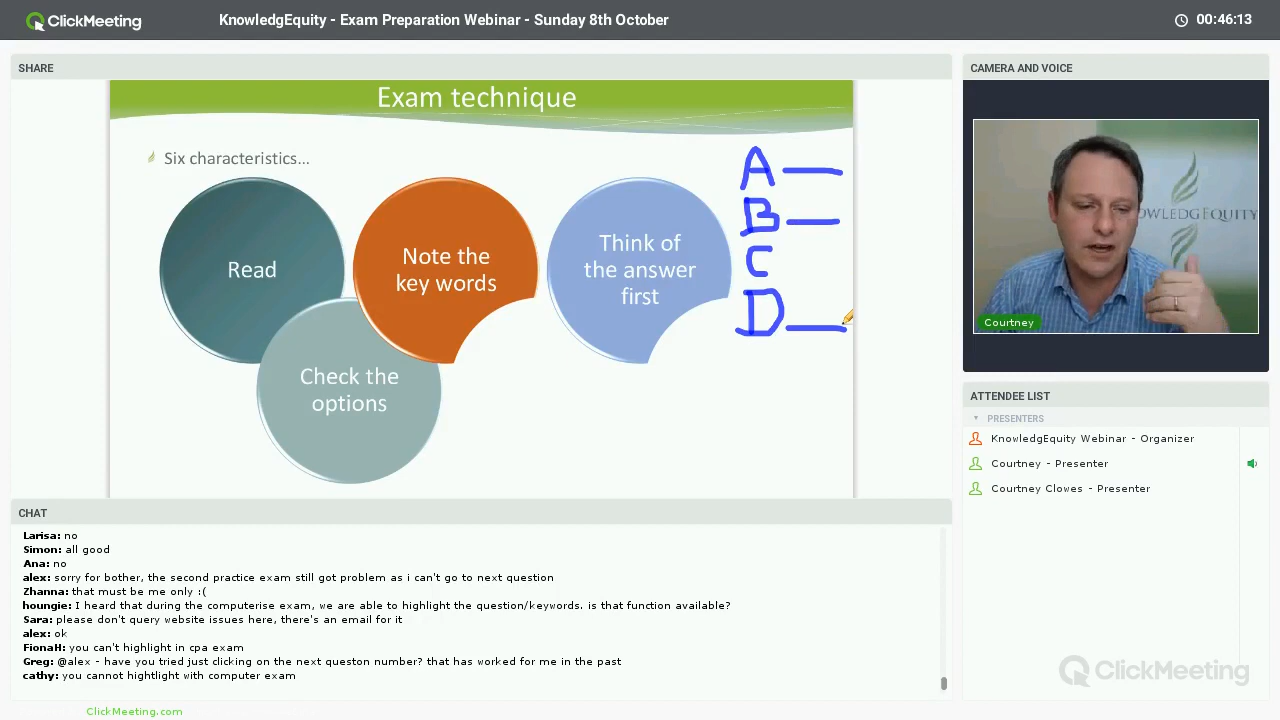 ClickMeeting
KnowledgEquity - Exam Preparation Webinar - Sunday 8th October
00:46:13
SHARE
Exam technique
Six characteristics...
Read
Note the
key words
Think of
the answer
first
Check the
options
A
B
C
D
CAMERA AND VOICE
OWLEDGEQUITY
Courtney
ATTENDEE LIST
PRESENTERS
KnowledgEquity Webinar - Organizer
Courtney - Presenter
Courtney Clowes - Presenter
CHAT
Larisa: no
Simon: all good
Ana: no
alex: sorry for bother, the second practice exam still got problem as i can't go to next question
Zhanna: that must be me only :(
houngie: I heard that during the computerise exam, we are able to highlight the question/keywords. is that function available?
Sara: please don't query website issues here, there's an email for it
alex: ok
FionaH: you can't highlight in cpa exam
Greg: @alex - have you tried just clicking on the next queston number? that has worked for me in the past
cathy: you cannot hightlight with computer exam
ClickMeeting
ClickMeeting.com